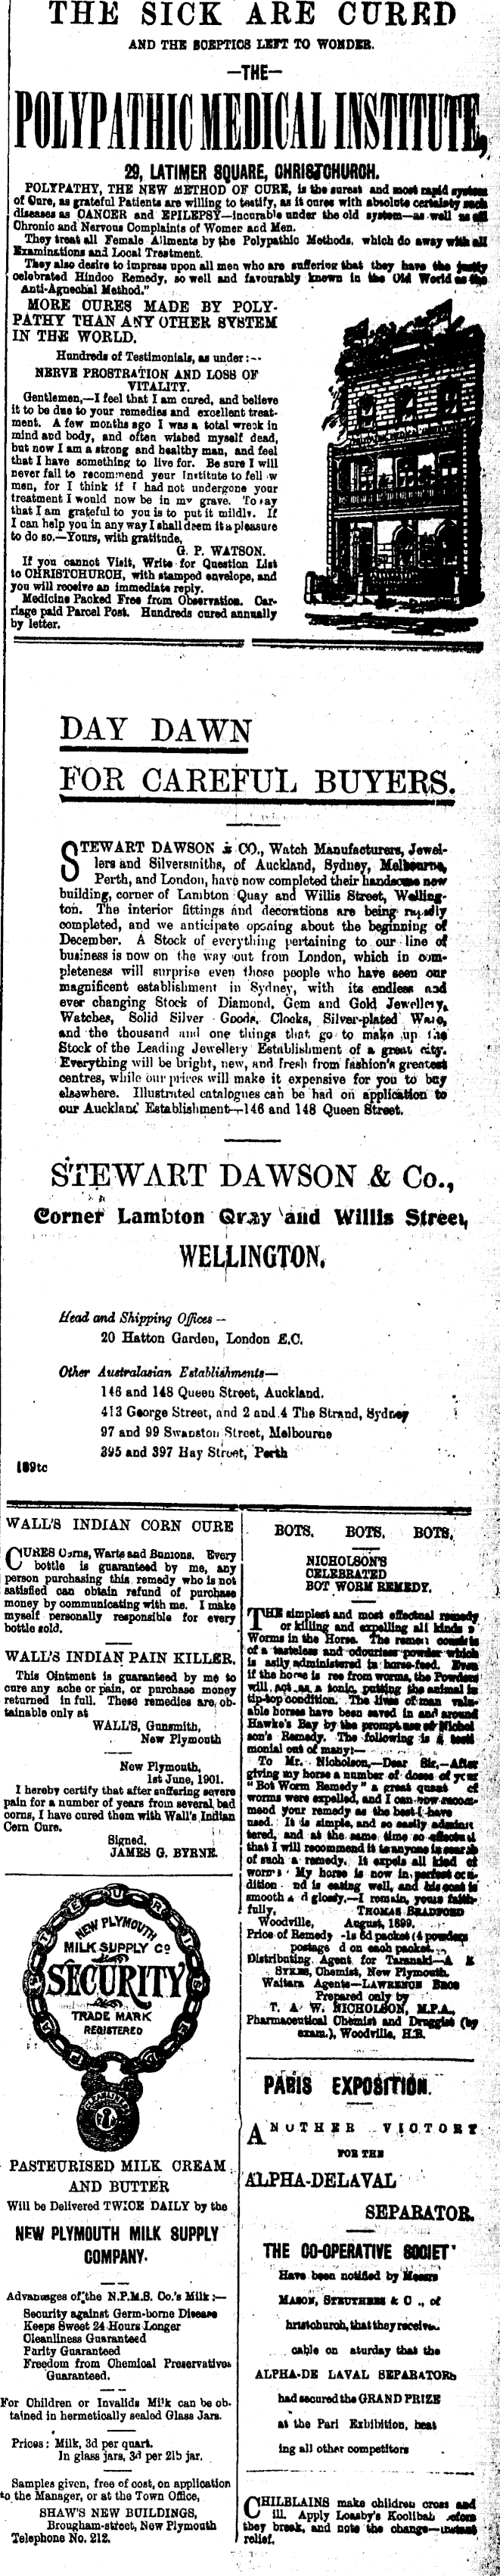 THE SICK ARE CURED
AND THE SCEPTICS LEFT TO WONDER.
—THE—
POLYPATHIC MEDICAL INSTITUTE,
29, LATIMER SQUARE, CHRISTCHURCH.
POLYPATHY, THE NEW METHOD OF CURE, is the surest and most rapid system
of Cure, as grateful Patients are willing to testify, as it cures with absolute certainty such
diseases as CANCER and EPILEPSY—incurable under the old system—as well as all
Chronic and Nervous Complaints of Women and Men.
They treat all Female Ailments by the Polypathic Methods, which do away with all
Examinations and Local Treatment.
They also desire to impress upon all men who are suffering that they have the justly
celebrated Hindoo Remedy, so well and favourably known in the Old World as the
Anti-Agnechal Method."
MORE CURES MADE BY POLY-
PATHY THAN ANY OTHER SYSTEM
IN THE WORLD.
Hundreds of Testimonials, as under:—
NERVE PROSTRATION AND LOSS OF
VITALITY.
Gentlemen,—I feel that I am cured, and believe
it to be due to your remedies and excellent treat-
ment. A few months ago I was a total wreck in
mind and body, and often wished myself dead,
but now I am a strong and healthy man, and feel
that I have something to live for. Be sure I will
never fail to recommend your Institute to fell w
men, for I think if I had not undergone your
treatment I would now be in my grave. To say
that I am grateful to you is to put it mildly. If
I can help you in any way I shall deem it a pleasure
to do so.—Yours, with gratitude,
G. P. WATSON.
If you cannot Visit, Write for Question List
to CHRISTCHURCH, with stamped envelope, and
you will receive an immediate reply.
Medicine Packed Free from Observation. Car-
riage paid Parcel Post. Hundreds cured annually
by letter.
DAY DAWN
FOR CAREFUL BUYERS.
STEWART DAWSON & CO., Watch Manufacturers, Jewel-
lers and Silversmiths, of Auckland, Sydney, Melbourne,
Perth, and London, have now completed their handsome new
building, corner of Lambton Quay and Willis Street, Welling-
ton. The interior fittings and decorations are being rapidly
completed, and we anticipate opening about the beginning of
December. A Stock of everything pertaining to our line of
business is now on the way out from London, which in com-
pleteness will surprise even those people who have seen our
magnificent establishment in Sydney, with its endless and
ever changing Stock of Diamond, Gem and Gold Jewellery,
Watches, Solid Silver Goods, Clocks, Silver-plated Ware,
and the thousand and one things that go to make up the
Stock of the Leading Jewellery Establishment of a great city.
Everything will be bright, new, and fresh from fashion's greatest
centres, while our prices will make it expensive for you to buy
elsewhere. Illustrated catalogues can be had on application to
our Auckland Establishment—146 and 148 Queen Street.
STEWART DAWSON & Co.,
Corner Lambton Quay and Willis Street,
WELLINGTON.
Head and Shipping Offices—
20 Hatton Garden, London E.C.
Other Australasian Establishments—
146 and 148 Queen Street, Auckland.
413 George Street, and 2 and 4 The Strand, Sydney
97 and 99 Swanston Street, Melbourne
395 and 397 Hay Street, Perth
189tc
WALL'S INDIAN CORN CURE
CURES Corns, Warts and Bunions. Every
bottle is guaranteed by me, any
person purchasing this remedy who is not
satisfied can obtain refund of purchase
money by communicating with me. I make
myself personally responsible for every
bottle sold.
WALL'S INDIAN PAIN KILLER.
This Ointment is guaranteed by me to
cure any ache or pain, or purchase money
returned in full. These remedies are ob-
tainable only at
WALL'S, Gunsmith,
New Plymouth
New Plymouth,
1st June, 1901.
I hereby certify that after suffering severe
pain for a number of years from several bad
corns, I have cured them with Wall's Indian
Corn Cure.
Signed,
JAMES G. BYRNE.
NEW PLYMOUTH
MILK SUPPLY Co
SECURITY
TRADE MARK
REGISTERED
PASTEURISED MILK CREAM
AND BUTTER
Will be Delivered TWICE DAILY by the
NEW PLYMOUTH MILK SUPPLY
COMPANY.
Advantages of the N.P.M.S. Co.'s Milk:—
Security against Germ-borne Disease
Keeps Sweet 24 Hours Longer
Cleanliness Guaranteed
Purity Guaranteed
Freedom from Chemical Preservatives
Guaranteed.
For Children or Invalids Milk can be ob-
tained in hermetically sealed Glass Jars.
Prices: Milk, 3d per quart.
In glass jars, 3d per 2lb jar.
Samples given, free of cost, on application
to the Manager, or at the Town Office,
SHAW'S NEW BUILDINGS,
Brougham-street, New Plymouth
Telephone No. 212.
BOTS. BOTS. BOTS.
NICHOLSON'S
CELEBRATED
BOT WORM REMEDY.
THE simplest and most effectual remedy
or killing and expelling all kinds o
Worms in the Horse. The remed consists
of a tasteless and odourless powder which
is asily administered in horse-feed. Even
if the horse is ree from worms, the Powders
will act as a tonic, putting the animal in
tip-top condition. The lives of man valu-
able horses have been saved in and around
Hawke's Bay by the prompt use of Nichol
son's Remedy. The following is a testi
monial out of many:—
To Mr. Nicholson,—Dear Sir,—After
giving my horse a number of doses of your
"Bot Worm Remedy" a great quant of
worms were expelled, and I can now recom-
mend your remedy as the best I have
used. It is simple, and so easily adminis
tered, and at the same time so effectual
that I will recommend it to anyone in search
of such a remedy. It expels all kind of
worms My horse is now in perfect con-
dition nd is eating well, and his coat is
smooth a d glossy.—I remain, yours faith-
fully, THOMAS BRADFORD
Woodville, August, 1899.
Price of Remedy -1s 6d packet (4 powders
postage d on each packet.
Distributing Agent for Taranaki—A E
SYKES, Chemist, New Plymouth.
Waitara Agents—LAWRENCE BROS
Prepared only by
T. A. W. NICHOLSON, M.P.A.,
Pharmaceutical Chemist and Druggist (by
exam.), Woodville, H.B.
PARIS EXPOSITION.
ANOTHER VICTORY
FOR THE
ALPHA-DELAVAL
SEPARATOR.
THE CO-OPERATIVE SOCIET
Have been notified by Messrs
MASON, STRUTHERS & C ., of
hristchurch, that they receive
cable on aturday that the
ALPHA-DE LAVAL SEPARATORS
had secured the GRAND PRIZE
at the Pari Exhibition, beat
ing all other competitors
CHILBLAINS make children cross and
ill. Apply Loasby's Koolibah efore
they break, and note the change—instant
relief.